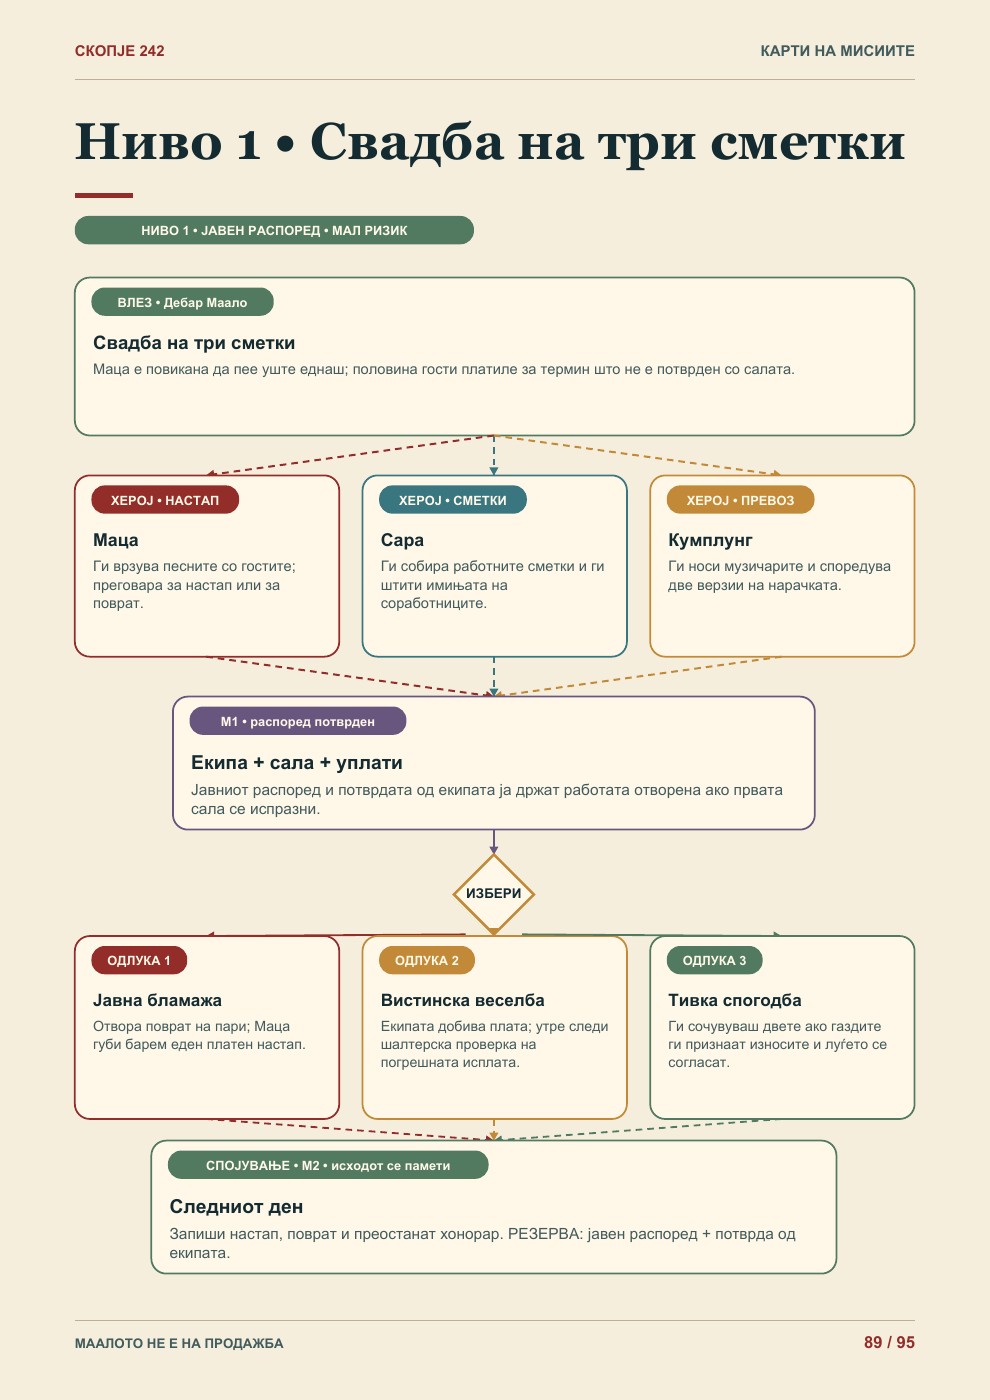 СКОПЈЕ 242
КАРТИ НА МИСИИТЕ
Ниво 1 • Свадба на три сметки
НИВО 1 • ЈАВЕН РАСПОРЕД • МАЛ РИЗИК
ВЛЕЗ • Дебар Маало
Свадба на три сметки
Маца е повикана да пее уште еднаш; половина гости платиле за термин што не е потврден со салата.
ХЕРОЈ • НАСТАП
Маца
Ги врзува песните со гостите;
преговара за настап или за
поврат.
ХЕРОЈ • СМЕТКИ
Сара
Ги собира работните сметки и ги
штити имињата на
соработниците.
ХЕРОЈ • ПРЕВОЗ
Кумплунг
Ги носи музичарите и споредува
две верзии на нарачката.
М1 • распоред потврден
Екипа + сала + уплати
Јавниот распоред и потврдата од екипата ја држат работата отворена ако првата
сала се испразни.
ИЗБЕРИ
ОДЛУКА 1
Јавна бламажа
Отвора поврат на пари; Маца
губи барем еден платен настап.
ОДЛУКА 2
Вистинска веселба
Екипата добива плата; утре следи
шалтерска проверка на
погрешната исплата.
ОДЛУКА 3
Тивка спогодба
Ги сочувуваш двете ако газдите
ги признаат износите и луѓето се
согласат.
СПОЈУВАЊЕ • М2 • исходот се памети
Следниот ден
Запиши настап, поврат и преостанат хонорар. РЕЗЕРВА: јавен распоред + потврда од
екипата.
МААЛОТО НЕ Е НА ПРОДАЖБА
89 / 95